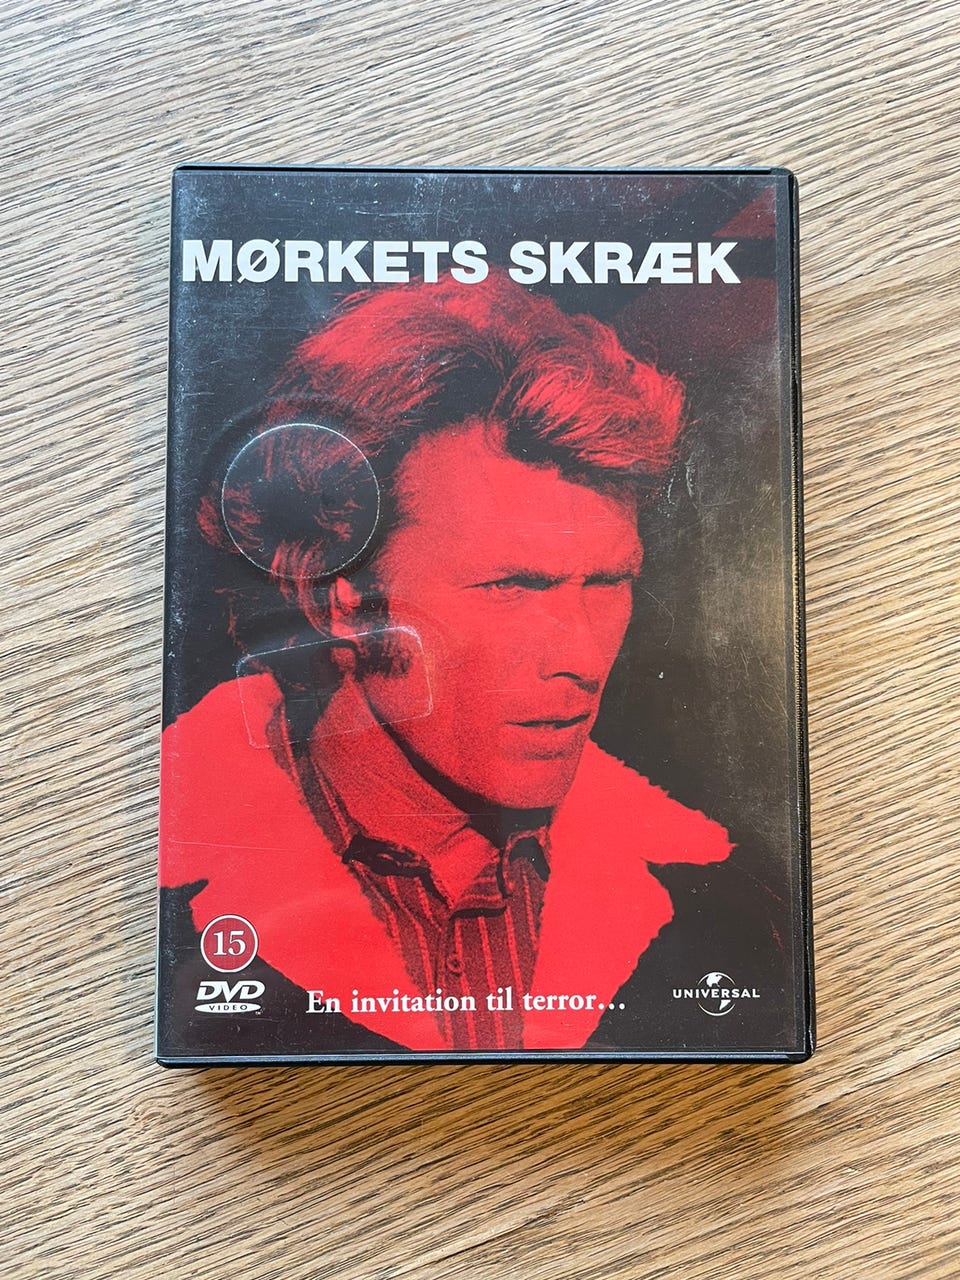 MØRKETS SKRÆK
15
DVD
VIDEO
En invitation til terror...
UNIVERSAL